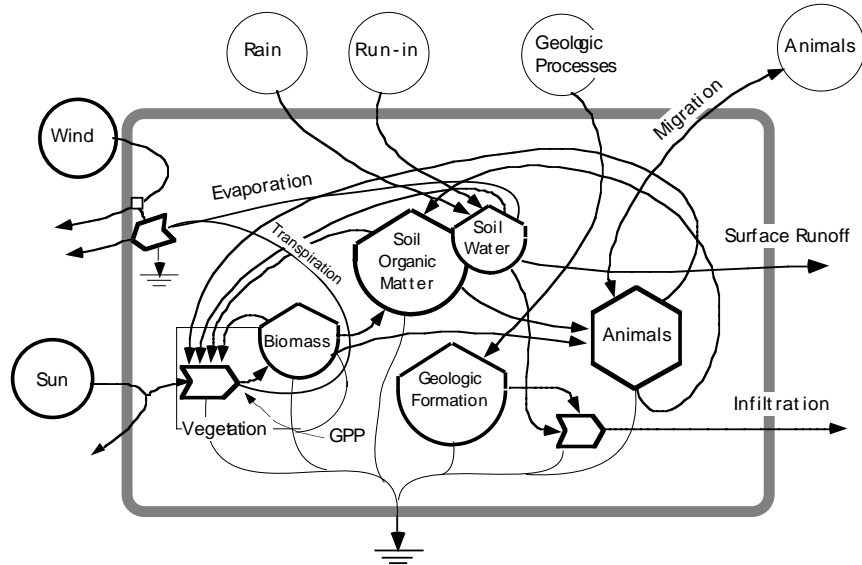 Rain
Run-in
Geologic
Processes
Animals
Wind
Migration
Evaporation
Transpiration
Soil
Organic
Matter
Soil
Water
Surface Runoff
Biomass
Animals
Sun
Geologic
Formation
Infiltration
Vegetation
GPP